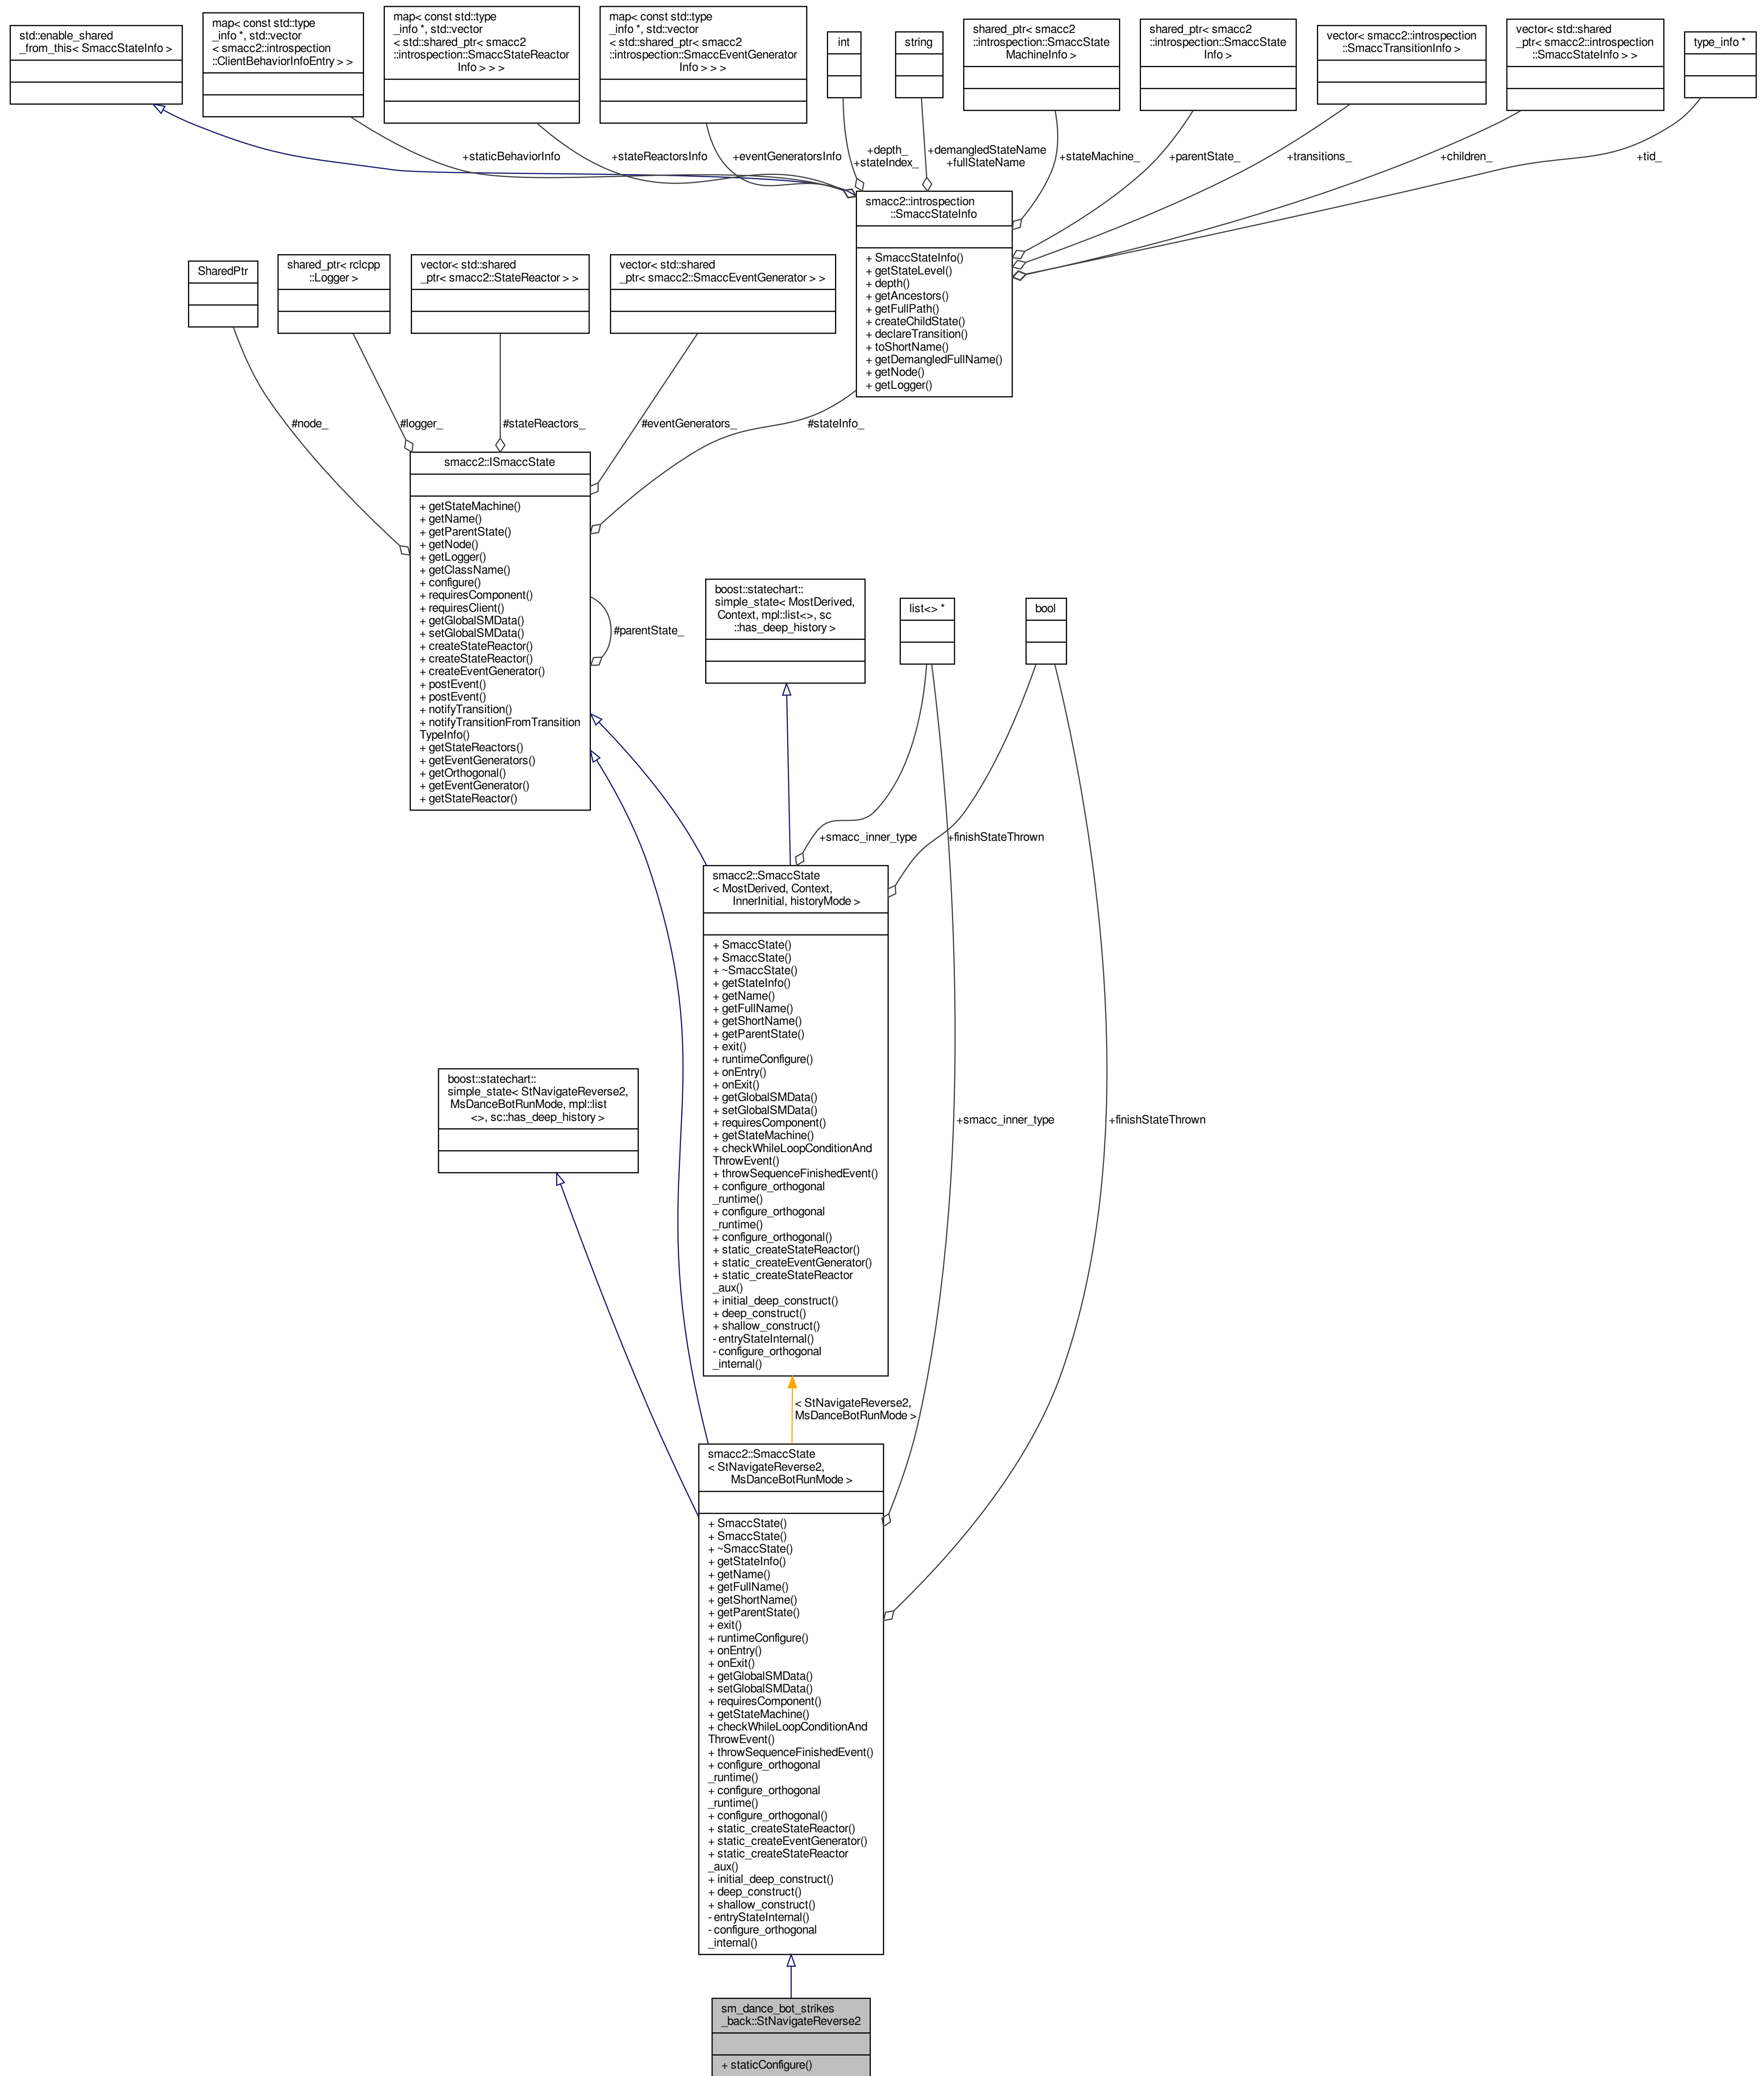 std::enable_shared
_from_this< SmaccStateInfo >
map< const std::type
_info *, std::vector
< smacc2::introspection
::ClientBehaviorInfoEntry > >
map< const std::type
_info *, std::vector
< std::shared_ptr< smacc2
::introspection::SmaccStateReactor
Info > > >
map< const std::type
_info *, std::vector
< std::shared_ptr< smacc2
::introspection::SmaccEventGenerator
Info > > >
int
string
shared_ptr< smacc2
::introspection::SmaccState
MachineInfo >
shared_ptr< smacc2
::introspection::SmaccState
Info >
vector< smacc2::introspection
::SmaccTransitionInfo >
vector< std::shared
_ptr< smacc2::introspection
::SmaccStateInfo > >
type_info *
+staticBehaviorInfo
+stateReactorsInfo
+eventGeneratorsInfo
+depth_
+stateIndex_
+demangledStateName
+fullStateName
+stateMachine_
+parentState_
+transitions_
+children_
+tid_
smacc2::introspection
::SmaccStateInfo
+ SmaccStateInfo()
+ getStateLevel()
+ depth()
+ getAncestors()
+ getFullPath()
+ createChildState()
+ declareTransition()
+ toShortName()
+ getDemangledFullName()
+ getNode()
+ getLogger()
SharedPtr
shared_ptr< rclcpp
::Logger >
vector< std::shared
_ptr< smacc2::StateReactor > >
vector< std::shared
_ptr< smacc2::SmaccEventGenerator > >
#node_
#logger_
#stateReactors_
#eventGenerators_
#stateInfo_
smacc2::ISmaccState
+ getStateMachine()
+ getName()
+ getParentState()
+ getNode()
+ getLogger()
+ getClassName()
+ configure()
+ requiresComponent()
+ requiresClient()
+ getGlobalSMData()
+ setGlobalSMData()
+ createStateReactor()
+ createStateReactor()
+ createEventGenerator()
+ postEvent()
+ postEvent()
+ notifyTransition()
+ notifyTransitionFromTransition
TypeInfo()
+ getStateReactors()
+ getEventGenerators()
+ getOrthogonal()
+ getEventGenerator()
+ getStateReactor()
#parentState_
boost::statechart::
simple_state< MostDerived,
Context, mpl::list<>, sc
::has_deep_history >
list<> *
bool
+smacc_inner_type
+finishStateThrown
smacc2::SmaccState
< MostDerived, Context,
InnerInitial, historyMode >
+ SmaccState()
+ SmaccState()
+ ~SmaccState()
+ getStateInfo()
+ getName()
+ getFullName()
+ getShortName()
+ getParentState()
+ exit()
+ runtimeConfigure()
+ onEntry()
+ onExit()
+ getGlobalSMData()
+ setGlobalSMData()
+ requiresComponent()
+ getStateMachine()
+ checkWhileLoopConditionAnd
ThrowEvent()
+ throwSequenceFinishedEvent()
+ configure_orthogonal
_runtime()
+ configure_orthogonal
_runtime()
+ configure_orthogonal()
+ static_createStateReactor()
+ static_createEventGenerator()
+ static_createStateReactor
_aux()
+ initial_deep_construct()
+ deep_construct()
+ shallow_construct()
- entryStateInternal()
- configure_orthogonal
_internal()
boost::statechart::
simple_state< StNavigateReverse2,
MsDanceBotRunMode, mpl::list
<>, sc::has_deep_history >
+smacc_inner_type
+finishStateThrown
< StNavigateReverse2,
MsDanceBotRunMode >
smacc2::SmaccState
< StNavigateReverse2,
MsDanceBotRunMode >
+ SmaccState()
+ SmaccState()
+ ~SmaccState()
+ getStateInfo()
+ getName()
+ getFullName()
+ getShortName()
+ getParentState()
+ exit()
+ runtimeConfigure()
+ onEntry()
+ onExit()
+ getGlobalSMData()
+ setGlobalSMData()
+ requiresComponent()
+ getStateMachine()
+ checkWhileLoopConditionAnd
ThrowEvent()
+ throwSequenceFinishedEvent()
+ configure_orthogonal
_runtime()
+ configure_orthogonal
_runtime()
+ configure_orthogonal()
+ static_createStateReactor()
+ static_createEventGenerator()
+ static_createStateReactor
_aux()
+ initial_deep_construct()
+ deep_construct()
+ shallow_construct()
- entryStateInternal()
- configure_orthogonal
_internal()
sm_dance_bot_strikes
_back::StNavigateReverse2
+ staticConfigure()